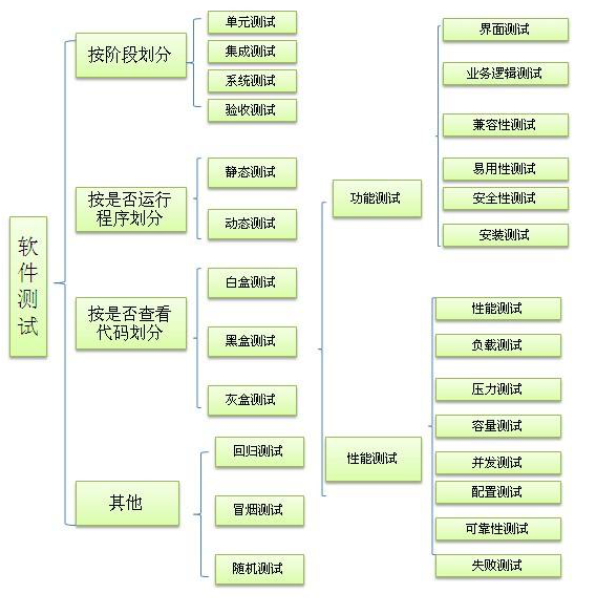 软件测试
按阶段划分
单元测试
集成测试
系统测试
验收测试
按是否运行
程序划分
静态测试
动态测试
按是否查看
代码划分
白盒测试
黑盒测试
灰盒测试
其他
回归测试
冒烟测试
随机测试
功能测试
界面测试
业务逻辑测试
兼容性测试
易用性测试
安全性测试
安装测试
性能测试
性能测试
负载测试
压力测试
容量测试
并发测试
配置测试
可靠性测试
失败测试